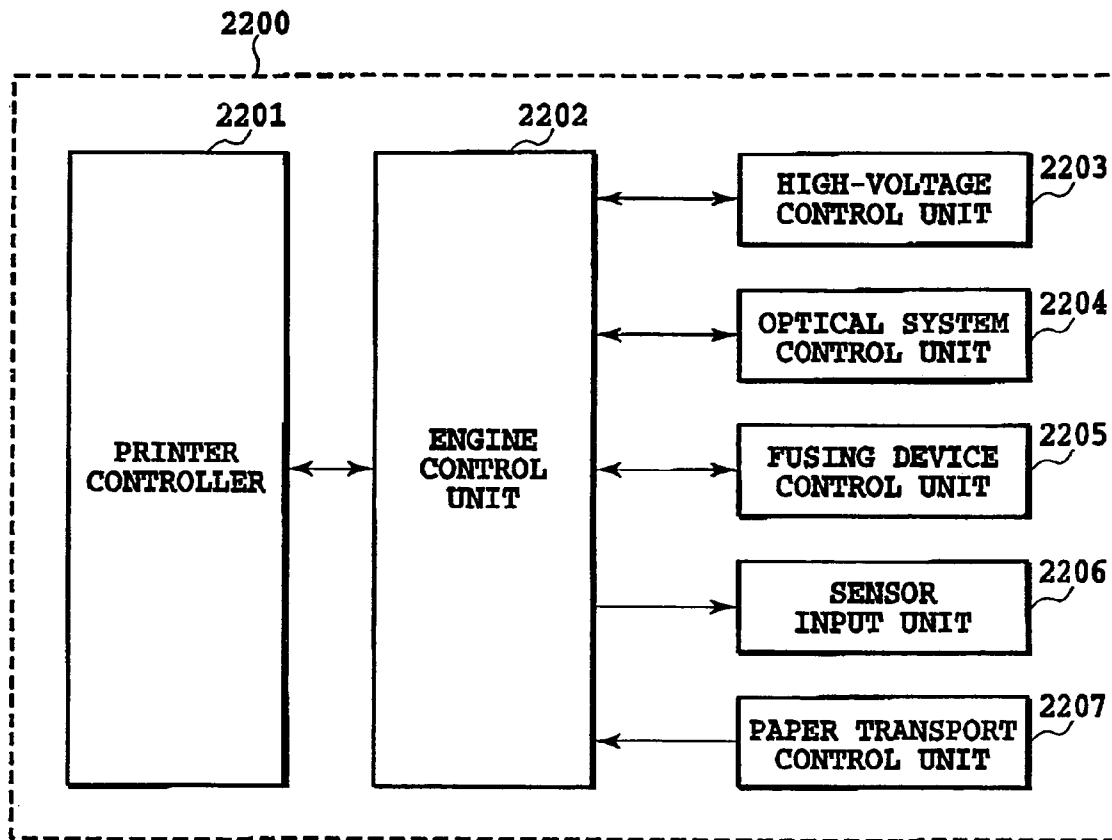 2200
2201
2202
2203
HIGH-VOLTAGE
CONTROL UNIT
2204
OPTICAL SYSTEM
CONTROL UNIT
PRINTER
CONTROLLER
ENGINE
CONTROL
UNIT
2205
FUSING DEVICE
CONTROL UNIT
2206
SENSOR
INPUT UNIT
2207
PAPER TRANSPORT
CONTROL UNIT